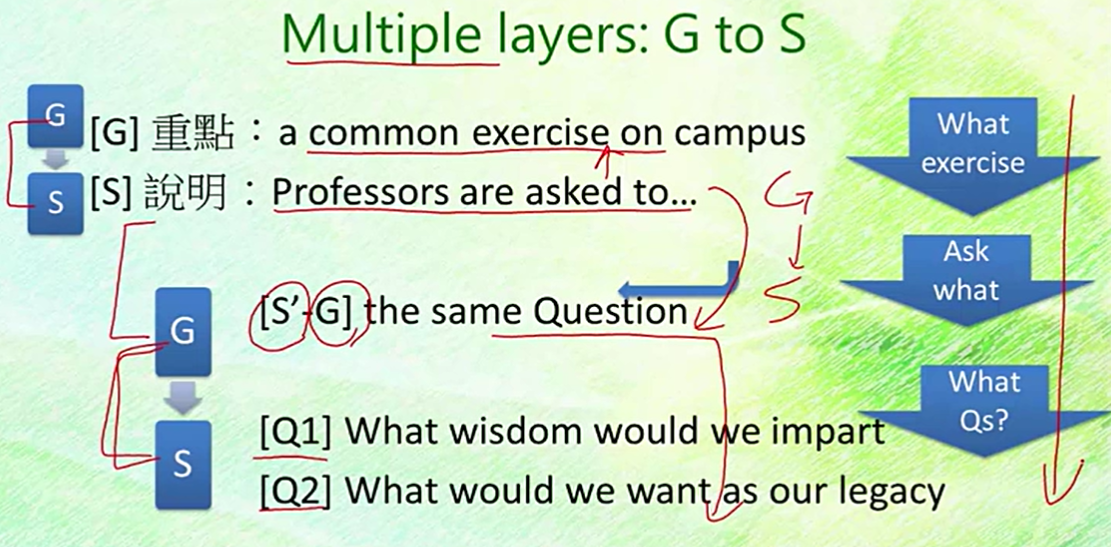 Multiple layers: G to S
G
[G] 重點：a common exercise on campus
What
exercise
S
[S] 說明：Professors are asked to...
G
S
Ask
what
G
[S’-G] the same Question
What
Qs?
S
[Q1] What wisdom would we impart
[Q2] What would we want as our legacy